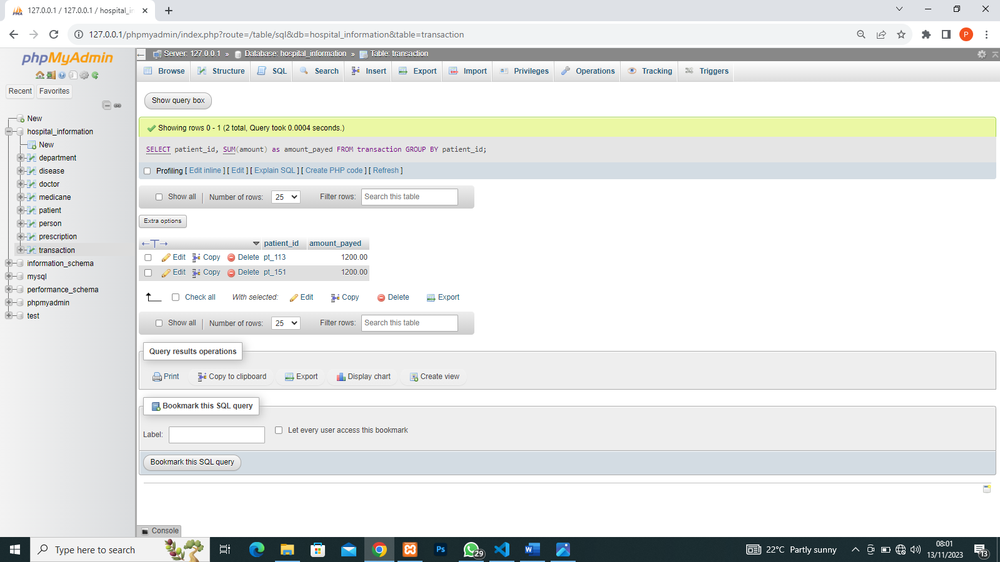 127.0.0.1 / 127.0.0.1 / hospital_in
127.0.0.1/phpmyadmin/index.php?route=/table/sql&db=hospital_information&table=transaction
P
phpMyAdmin
Recent
Favorites
New
hospital_information
New
department
disease
doctor
medicane
patient
person
prescription
transaction
information_schema
mysql
performance_schema
phpmyadmin
test
Server: 127.0.0.1 » Database: hospital_information » Table: transaction
Browse Structure SQL Search Insert Export Import Privileges Operations Tracking Triggers
Show query box
Showing rows 0 - 1 (2 total, Query took 0.0004 seconds.)
SELECT patient_id, SUM(amount) as amount_payed FROM transaction GROUP BY patient_id;
Profiling [ Edit inline ] [ Edit ] [ Explain SQL ] [ Create PHP code ] [ Refresh ]
Show all | Number of rows: 25 Filter rows: Search this table
Extra options
←T→ patient_id amount_payed
Edit Copy Delete pt_113 1200.00
Edit Copy Delete pt_151 1200.00
Check all With selected: Edit Copy Delete Export
Show all | Number of rows: 25 Filter rows: Search this table
Query results operations
Print Copy to clipboard Export Display chart Create view
Bookmark this SQL query
Label: Let every user access this bookmark
Bookmark this SQL query
Console
Type here to search
Ps
29
W
22°C Partly sunny
08:01
13/11/2023
13